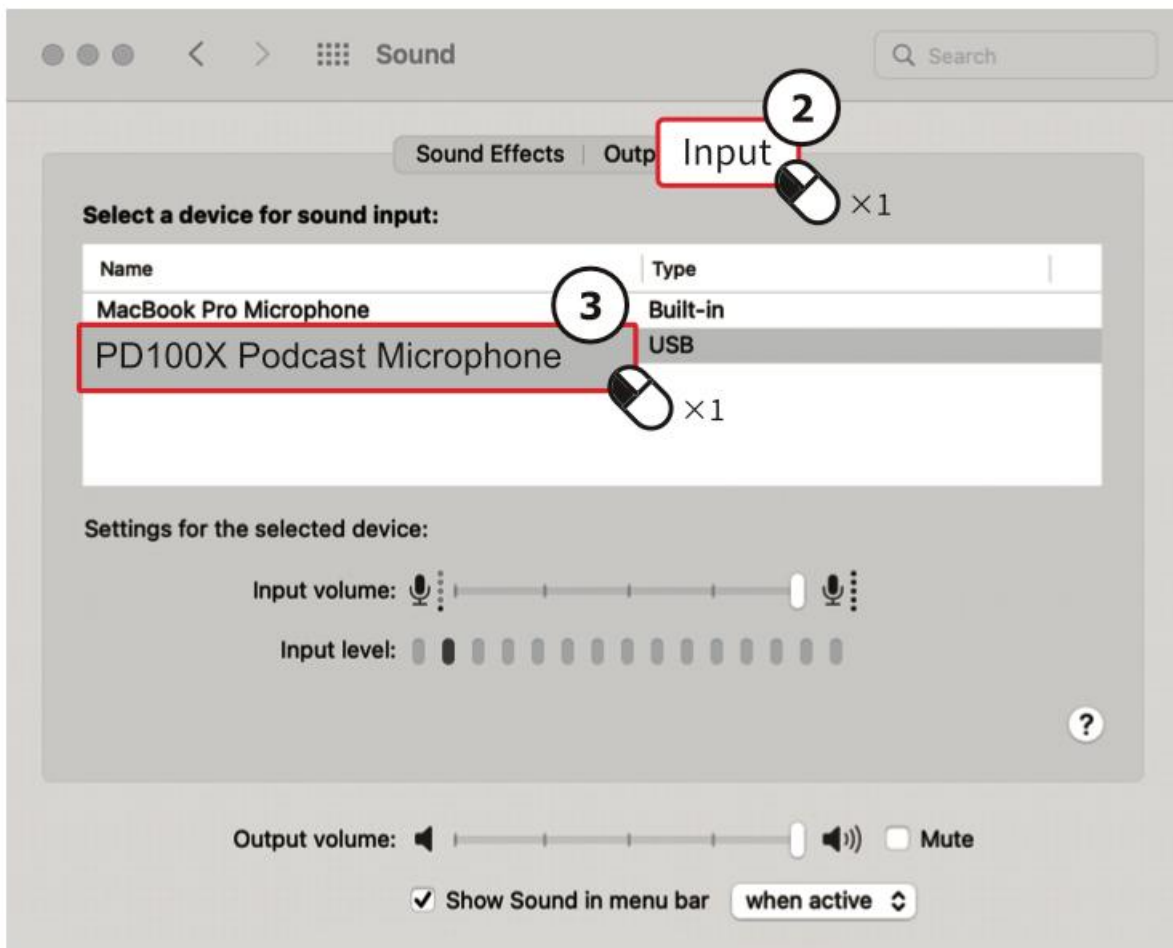 Sound
Search
2
Sound Effects Outp Input
×1
Select a device for sound input:
Name Type
3
MacBook Pro Microphone Built-in
PD100X Podcast Microphone USB
×1
Settings for the selected device:
Input volume:
Input level:
?
Output volume: Mute
Show Sound in menu bar when active